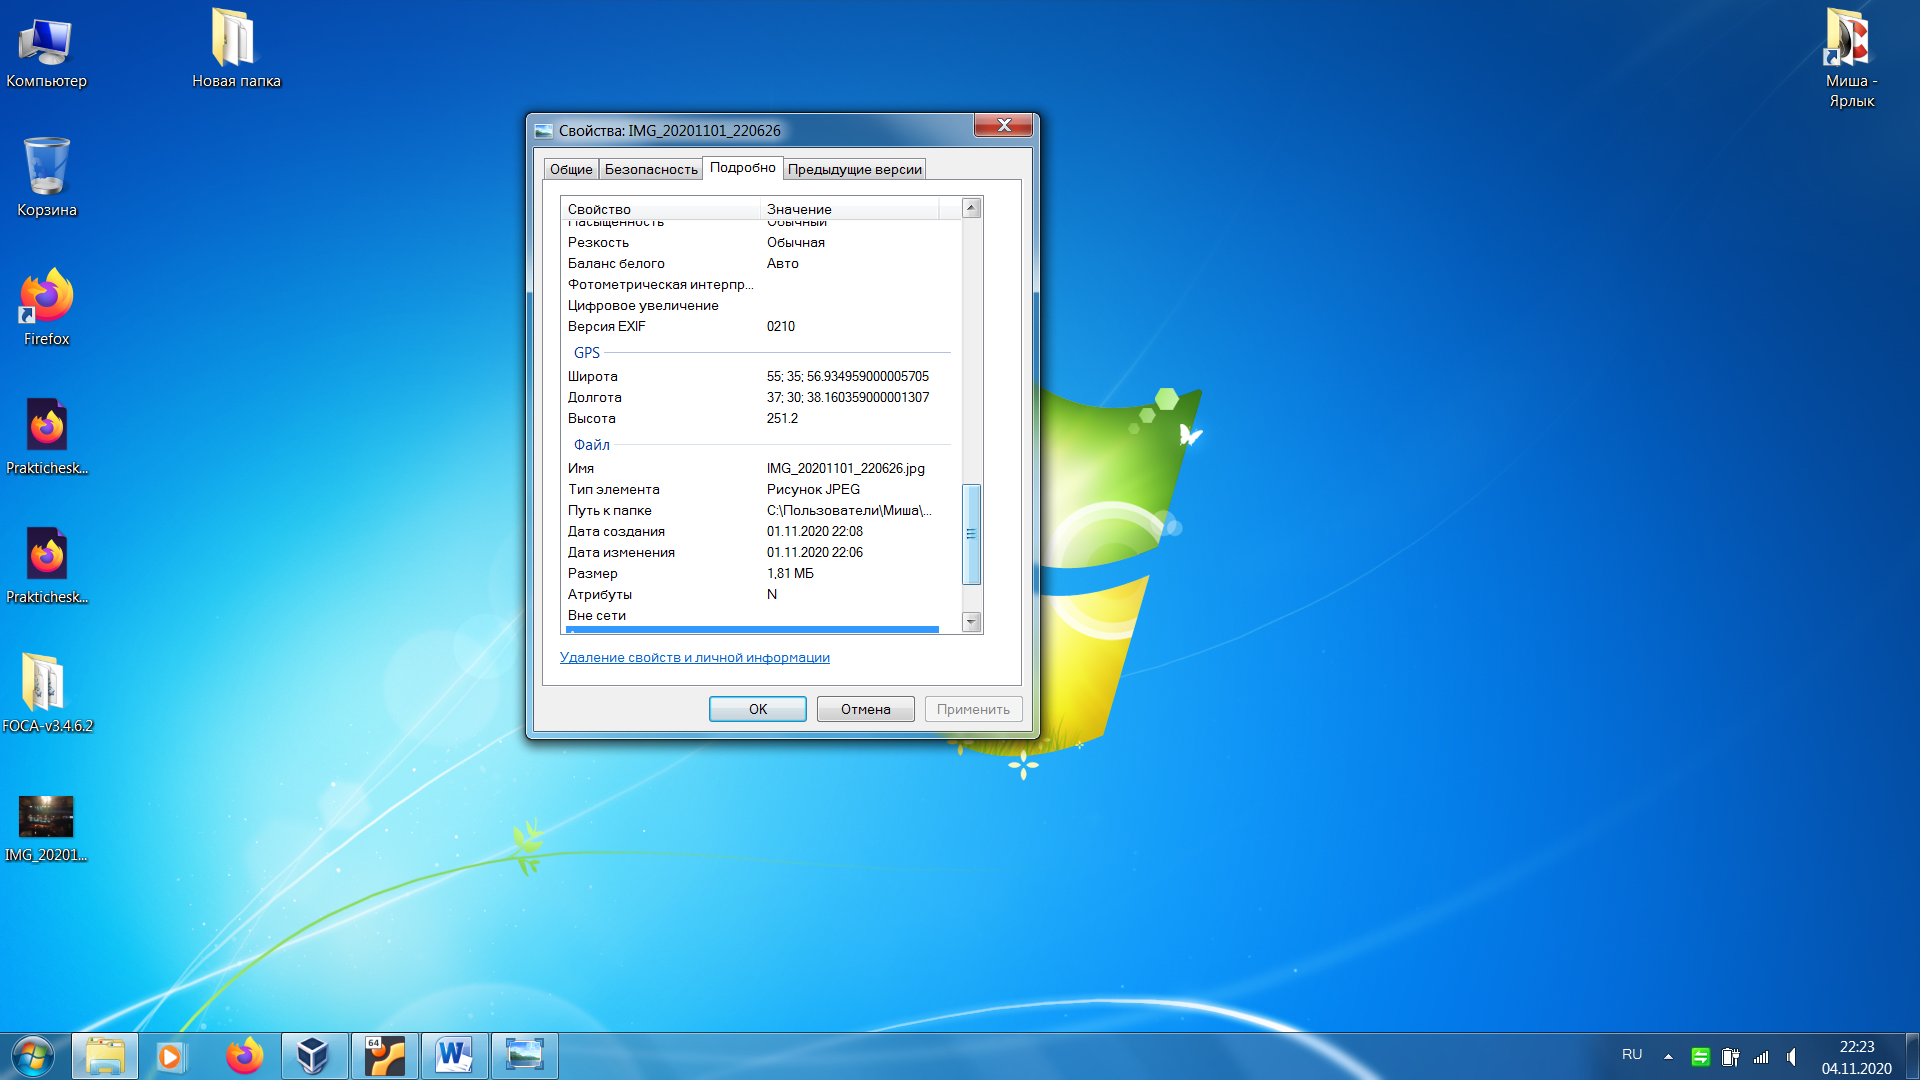 Компьютер
Новая папка
Миша - Ярлык
Корзина
Firefox
Praktichesk...
Praktichesk...
FOCA-v3.4.6.2
IMG_20201...
Свойства: IMG_20201101_220626
Общие Безопасность Подробно Предыдущие версии
Свойство Значение
Насыщенность Обычный
Резкость Обычная
Баланс белого Авто
Фотометрическая интерпр...
Цифровое увеличение
Версия EXIF 0210
GPS
Широта 55; 35; 56.934959000005705
Долгота 37; 30; 38.160359000001307
Высота 251.2
Файл
Имя IMG_20201101_220626.jpg
Тип элемента Рисунок JPEG
Путь к папке C:\Пользователи\Миша\...
Дата создания 01.11.2020 22:08
Дата изменения 01.11.2020 22:06
Размер 1,81 МБ
Атрибуты N
Вне сети
Удаление свойств и личной информации
OK Отмена Применить
64
W
RU
22:23
04.11.2020